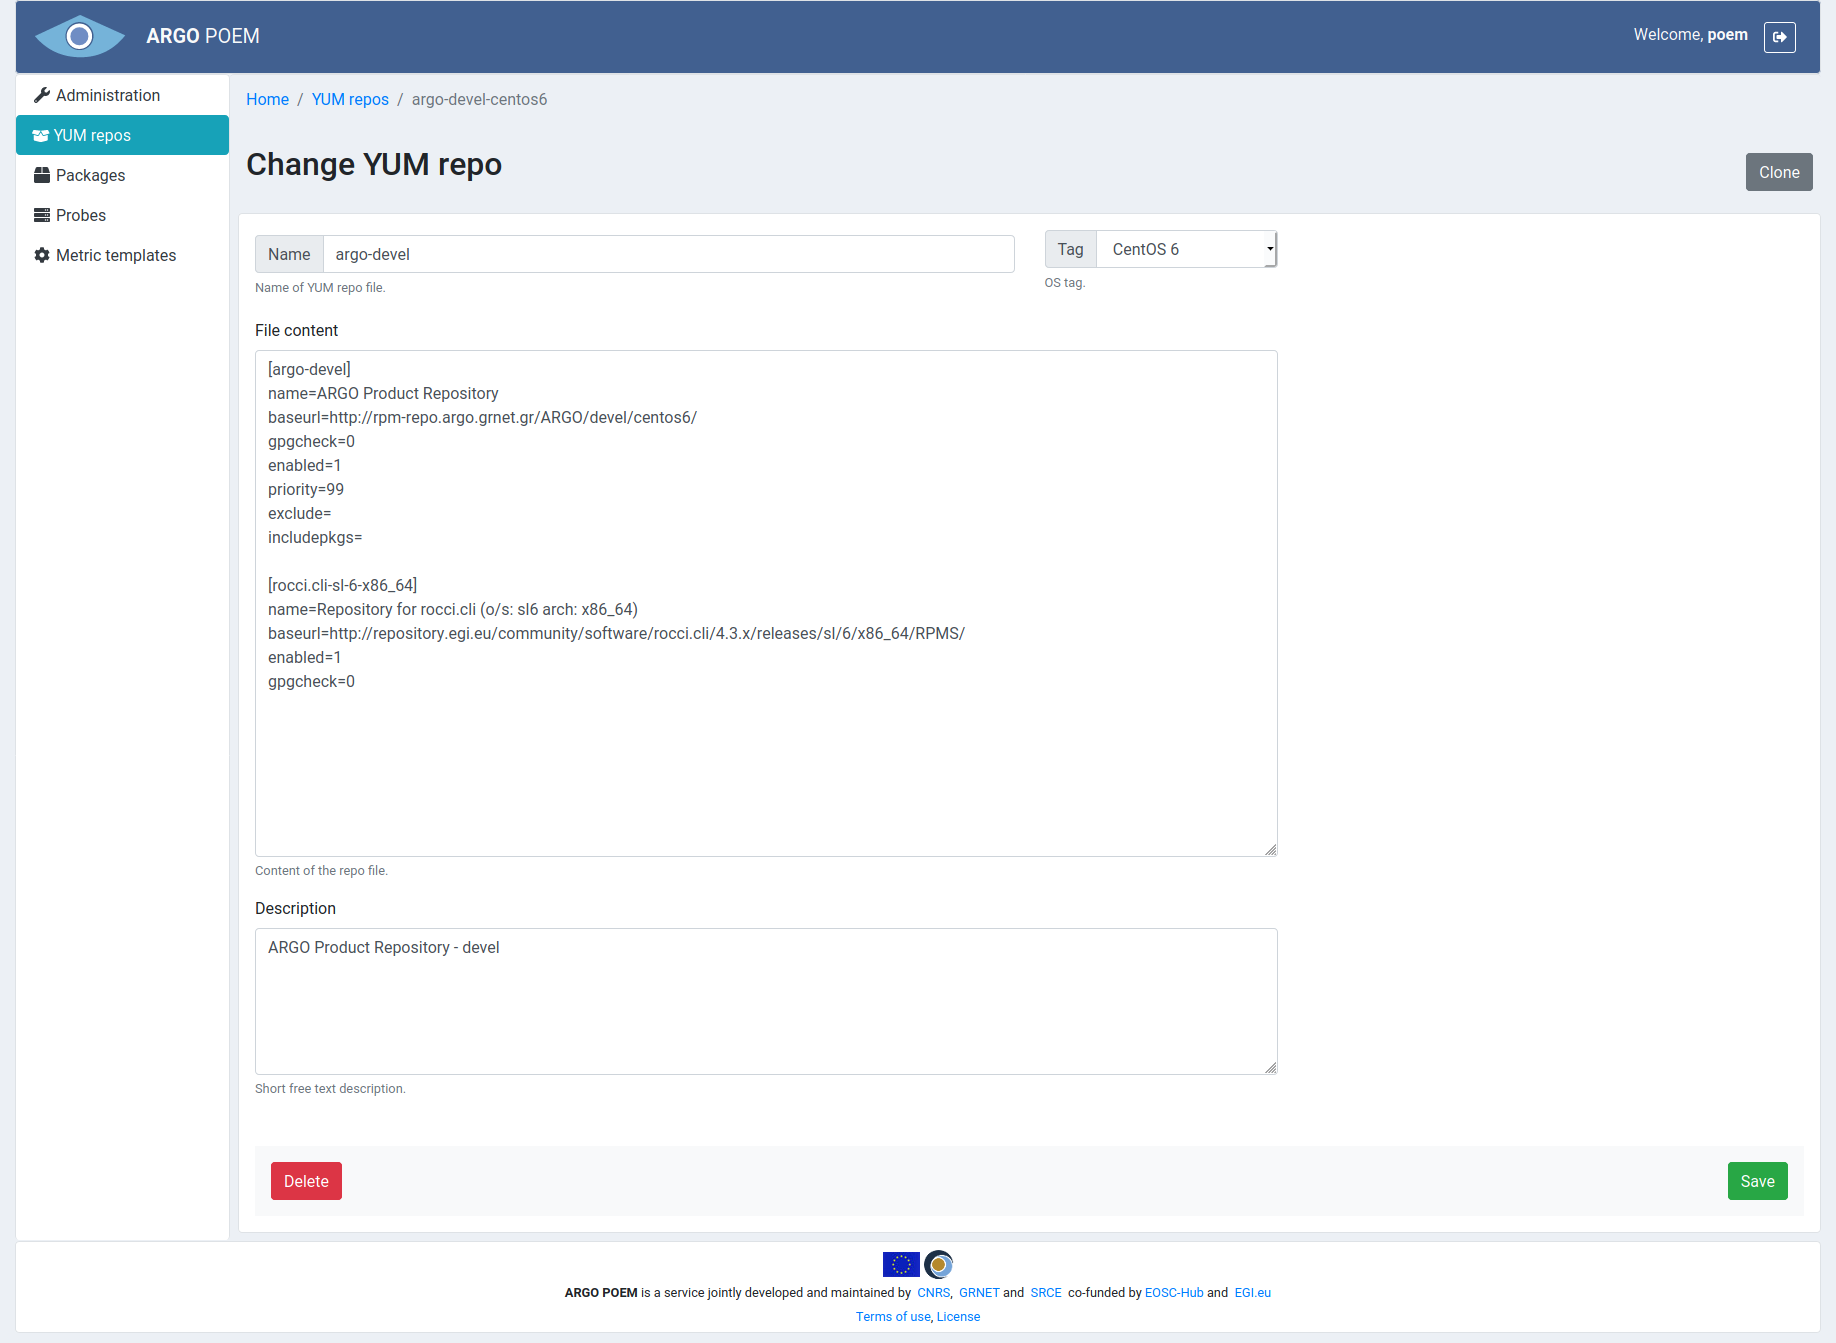 ARGO POEM
Welcome, poem
Administration
YUM repos
Packages
Probes
Metric templates
Home / YUM repos / argo-devel-centos6
Change YUM repo
Clone
Name argo-devel
Name of YUM repo file.
Tag CentOS 6
OS tag.
File content
[argo-devel]
name=ARGO Product Repository
baseurl=http://rpm-repo.argo.grnet.gr/ARGO/devel/centos6/
gpgcheck=0
enabled=1
priority=99
exclude=
includepkgs=
[rocci.cli-sl-6-x86_64]
name=Repository for rocci.cli (o/s: sl6 arch: x86_64)
baseurl=http://repository.egi.eu/community/software/rocci.cli/4.3.x/releases/sl/6/x86_64/RPMS/
enabled=1
gpgcheck=0
Content of the repo file.
Description
ARGO Product Repository - devel
Short free text description.
Delete
Save
ARGO POEM is a service jointly developed and maintained by CNRS, GRNET and SRCE co-funded by EOSC-Hub and EGI.eu
Terms of use, License